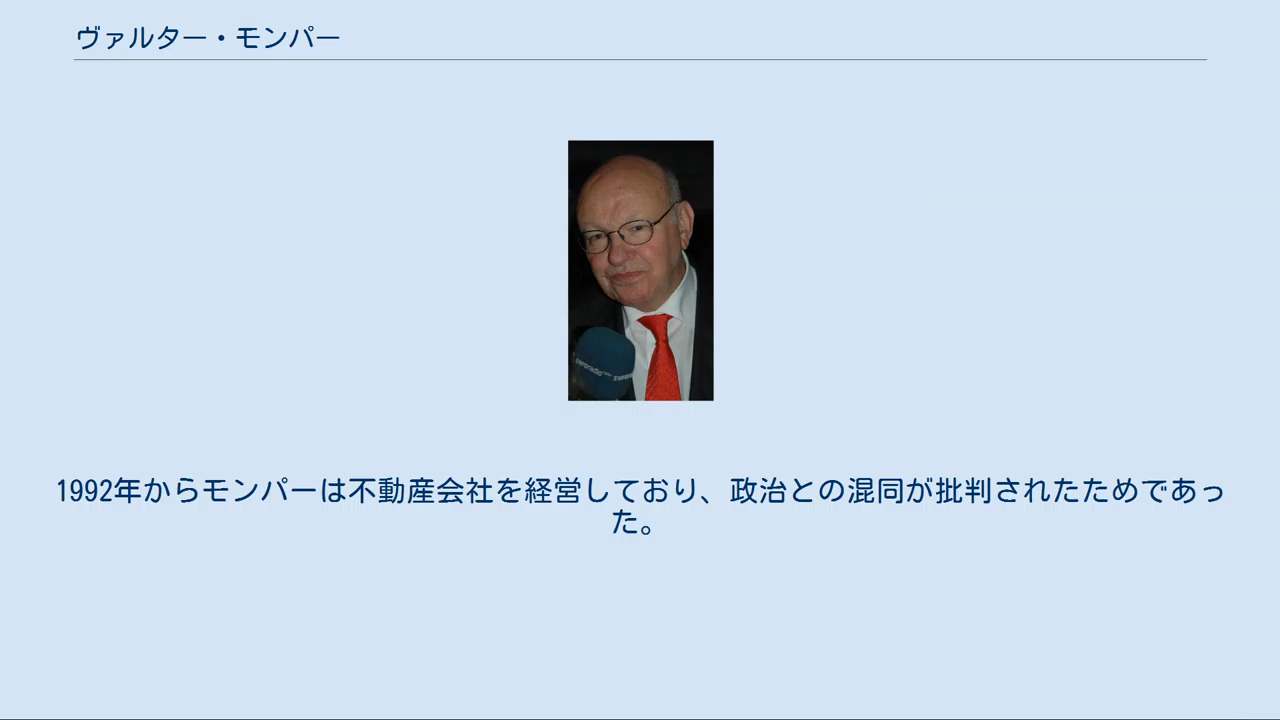 ヴァルター・モンパー
1992年からモンパーは不動産会社を経営しており、政治との混同が批判されたためであっ
た。